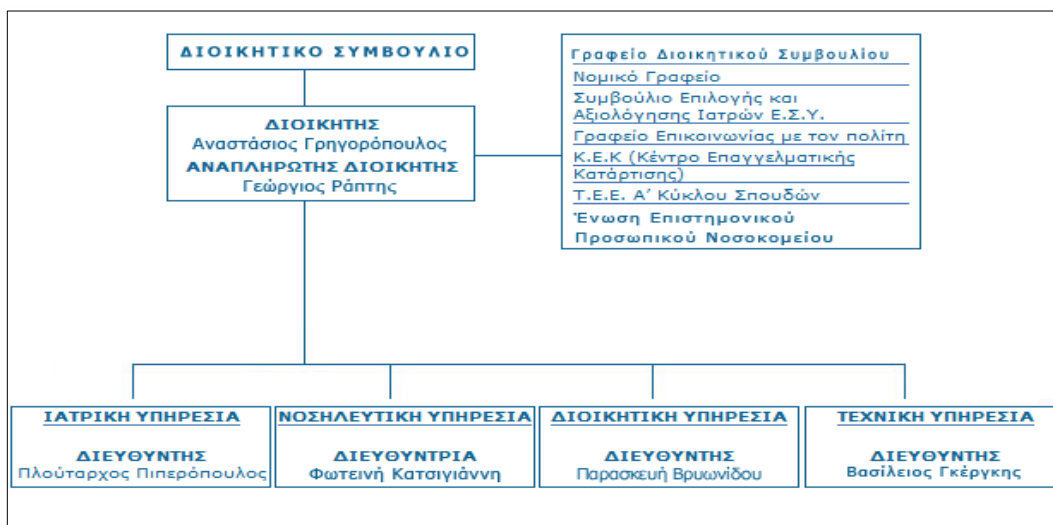 ΔΙΟΙΚΗΤΙΚΟ ΣΥΜΒΟΥΛΙΟ
ΔΙΟΙΚΗΤΗΣ
Αναστάσιος Γρηγορόπουλος
ΑΝΑΠΛΗΡΩΤΗΣ ΔΙΟΙΚΗΤΗΣ
Γεώργιος Ράπτης
Γραφείο Διοικητικού Συμβουλίου
Νομικό Γραφείο
Συμβούλιο Επιλογής και
Αξιολόγησης Ιατρών Ε.Σ.Υ.
Γραφείο Επικοινωνίας με τον πολίτη
Κ.Ε.Κ (Κέντρο Επαγγελματικής
Κατάρτισης)
Τ.Ε.Ε. Α’ Κύκλου Σπουδών
Ένωση Επιστημονικού
Προσωπικού Νοσοκομείου
ΙΑΤΡΙΚΗ ΥΠΗΡΕΣΙΑ
ΔΙΕΥΘΥΝΤΗΣ
Πλούταρχος Πιπερόπουλος
ΝΟΣΗΛΕΥΤΙΚΗ ΥΠΗΡΕΣΙΑ
ΔΙΕΥΘΥΝΤΡΙΑ
Φωτεινή Κατσιγιάννη
ΔΙΟΙΚΗΤΙΚΗ ΥΠΗΡΕΣΙΑ
ΔΙΕΥΘΥΝΤΗΣ
Παρασκευή Βρυωνίδου
ΤΕΧΝΙΚΗ ΥΠΗΡΕΣΙΑ
ΔΙΕΥΘΥΝΤΗΣ
Βασίλειος Γκέργκης